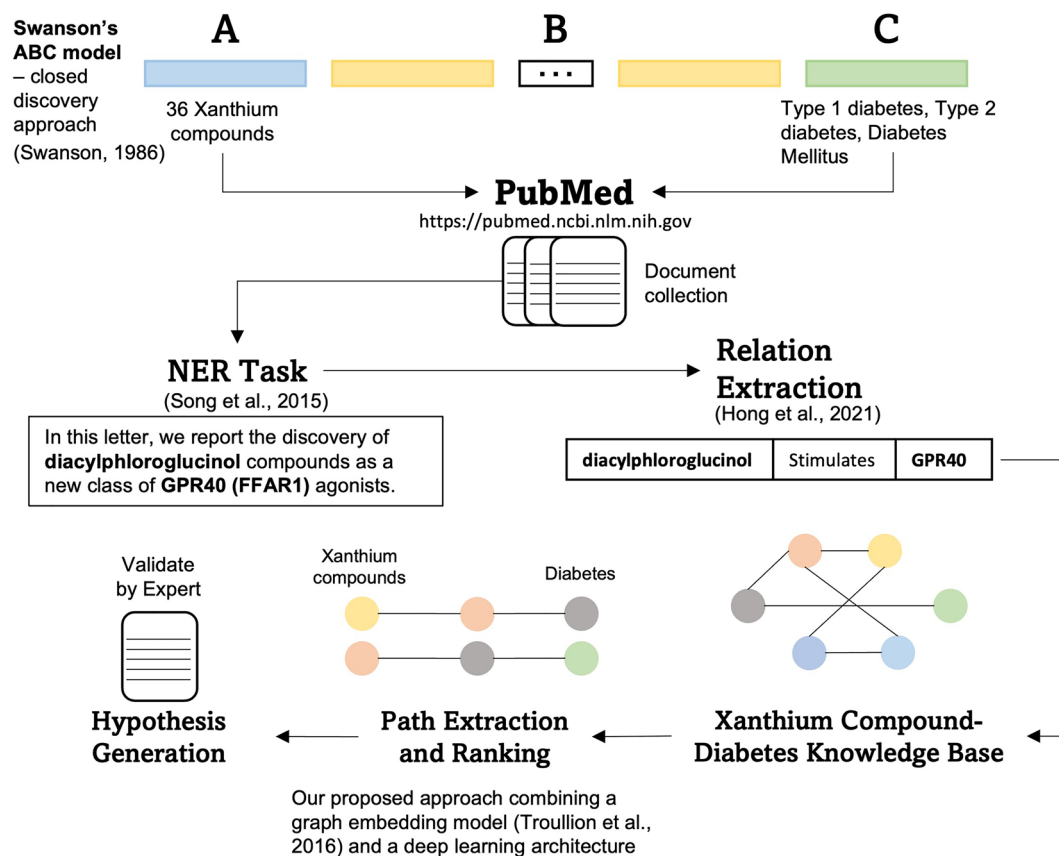 Swanson's
ABC model
– closed
discovery
approach
(Swanson, 1986)
A
B
C
...
36 Xanthium
compounds
Type 1 diabetes, Type 2
diabetes, Diabetes
Mellitus
PubMed
https://pubmed.ncbi.nlm.nih.gov
Document
collection
NER Task
(Song et al., 2015)
In this letter, we report the discovery of
diacylphloroglucinol compounds as a
new class of GPR40 (FFAR1) agonists.
Relation
Extraction
(Hong et al., 2021)
diacylphloroglucinol Stimulates GPR40
Validate
by Expert
Hypothesis
Generation
Xanthium
compounds
Diabetes
Path Extraction
and Ranking
Our proposed approach combining a
graph embedding model (Troullion et al.,
2016) and a deep learning architecture
Xanthium Compound-
Diabetes Knowledge Base